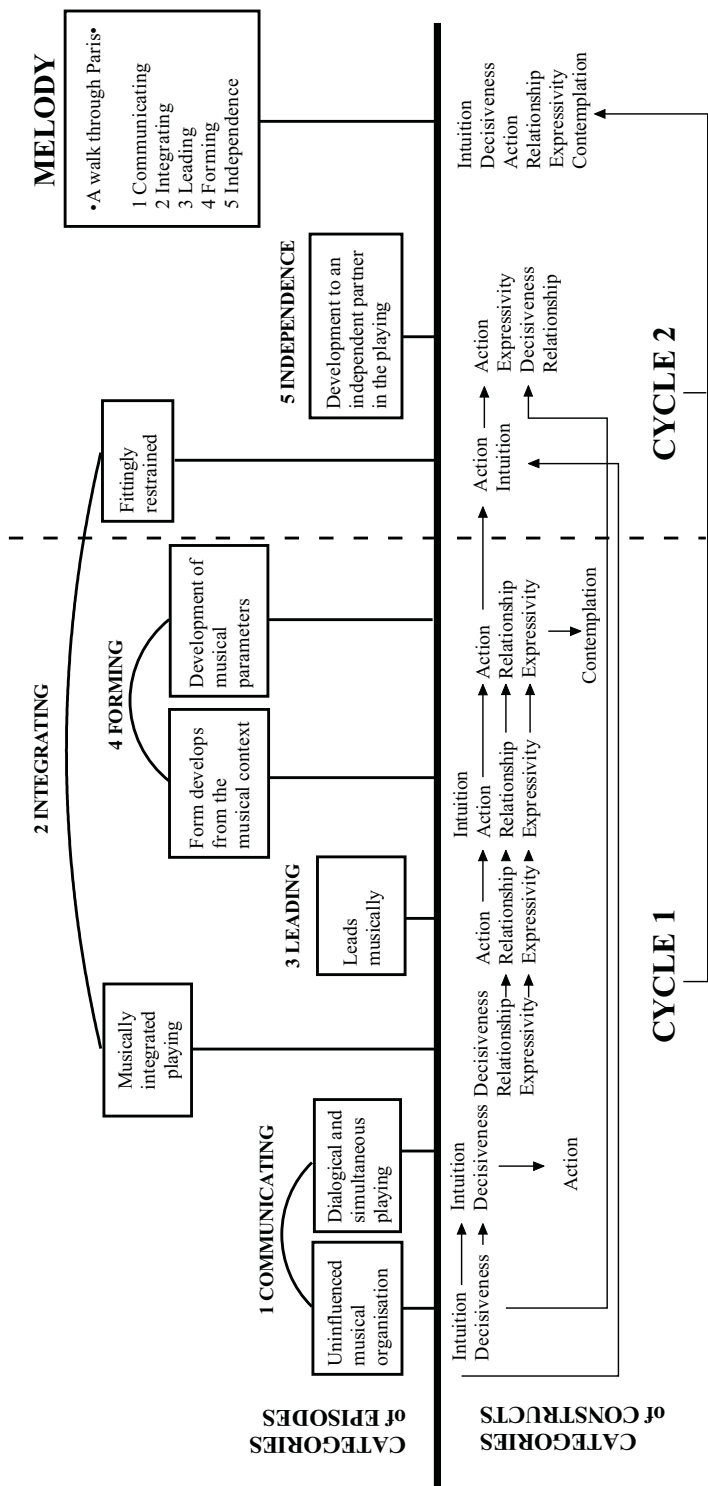 CATEGORIES
of EPISODES
1 COMMUNICATING
Uninfluenced
musical
organisation
Dialogical and
simultaneous
playing
2 INTEGRATING
Musically
integrated
playing
Fittingly
restrained
3 LEADING
Leads
musically
4 FORMING
Form develops
from the
musical context
Development of
musical
parameters
5 INDEPENDENCE
Development to an
independent partner
in the playing
MELODY
•A walk through Paris•
1 Communicating
2 Integrating
3 Leading
4 Forming
5 Independence
CATEGORIES
of CONSTRUCTS
Intuition
Decisiveness
Intuition
Decisiveness
Action
Decisiveness
Relationship
Expressivity
Action
Relationship
Expressivity
Intuition
Action
Relationship
Expressivity
Action
Relationship
Expressivity
Contemplation
Action
Intuition
Action
Expressivity
Decisiveness
Relationship
Intuition
Decisiveness
Action
Relationship
Expressivity
Contemplation
CYCLE 1
CYCLE 2